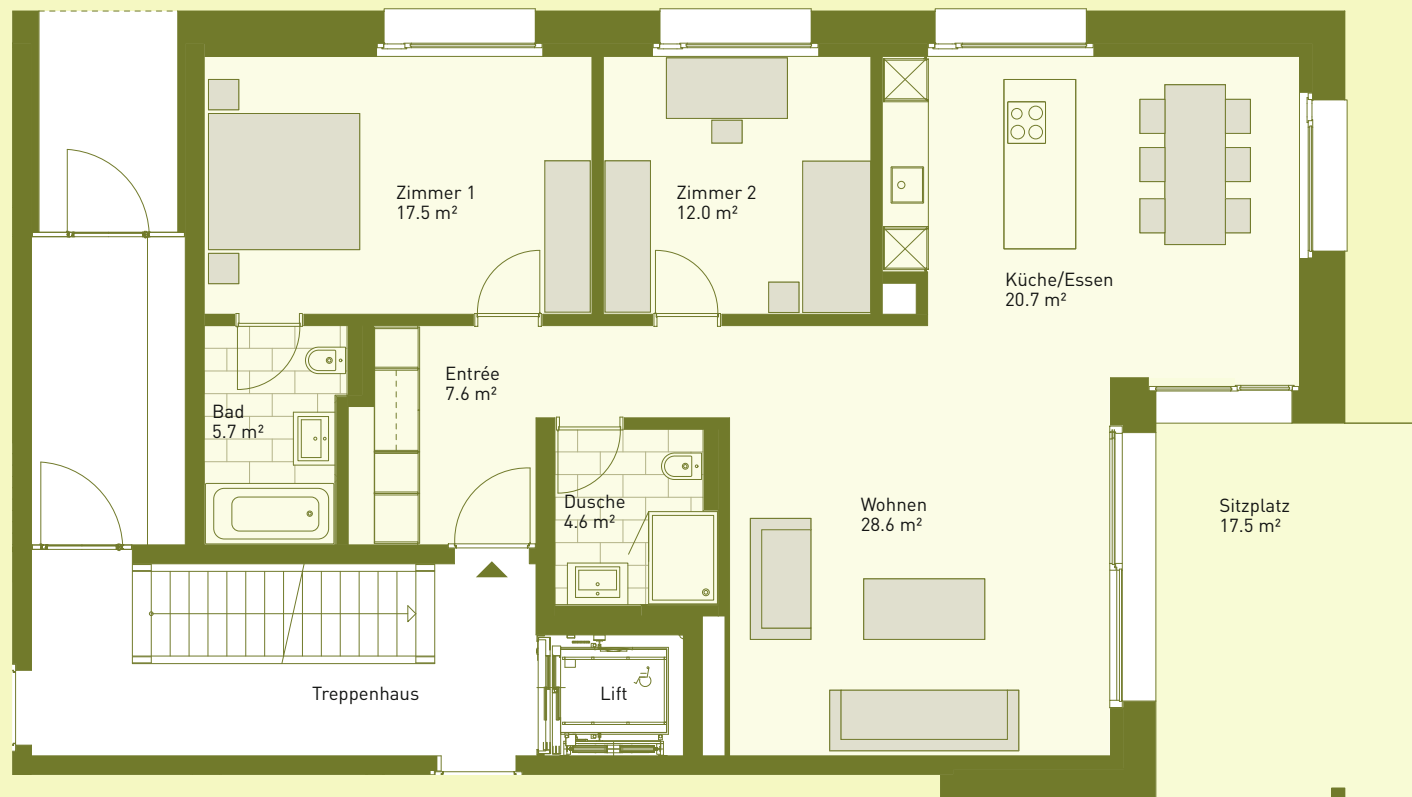 Zimmer 1
17.5 m²
Zimmer 2
12.0 m²
Küche/Essen
20.7 m²
Entrée
7.6 m²
Bad
5.7 m²
Dusche
4.6 m²
Wohnen
28.6 m²
Sitzplatz
17.5 m²
Treppenhaus
Lift